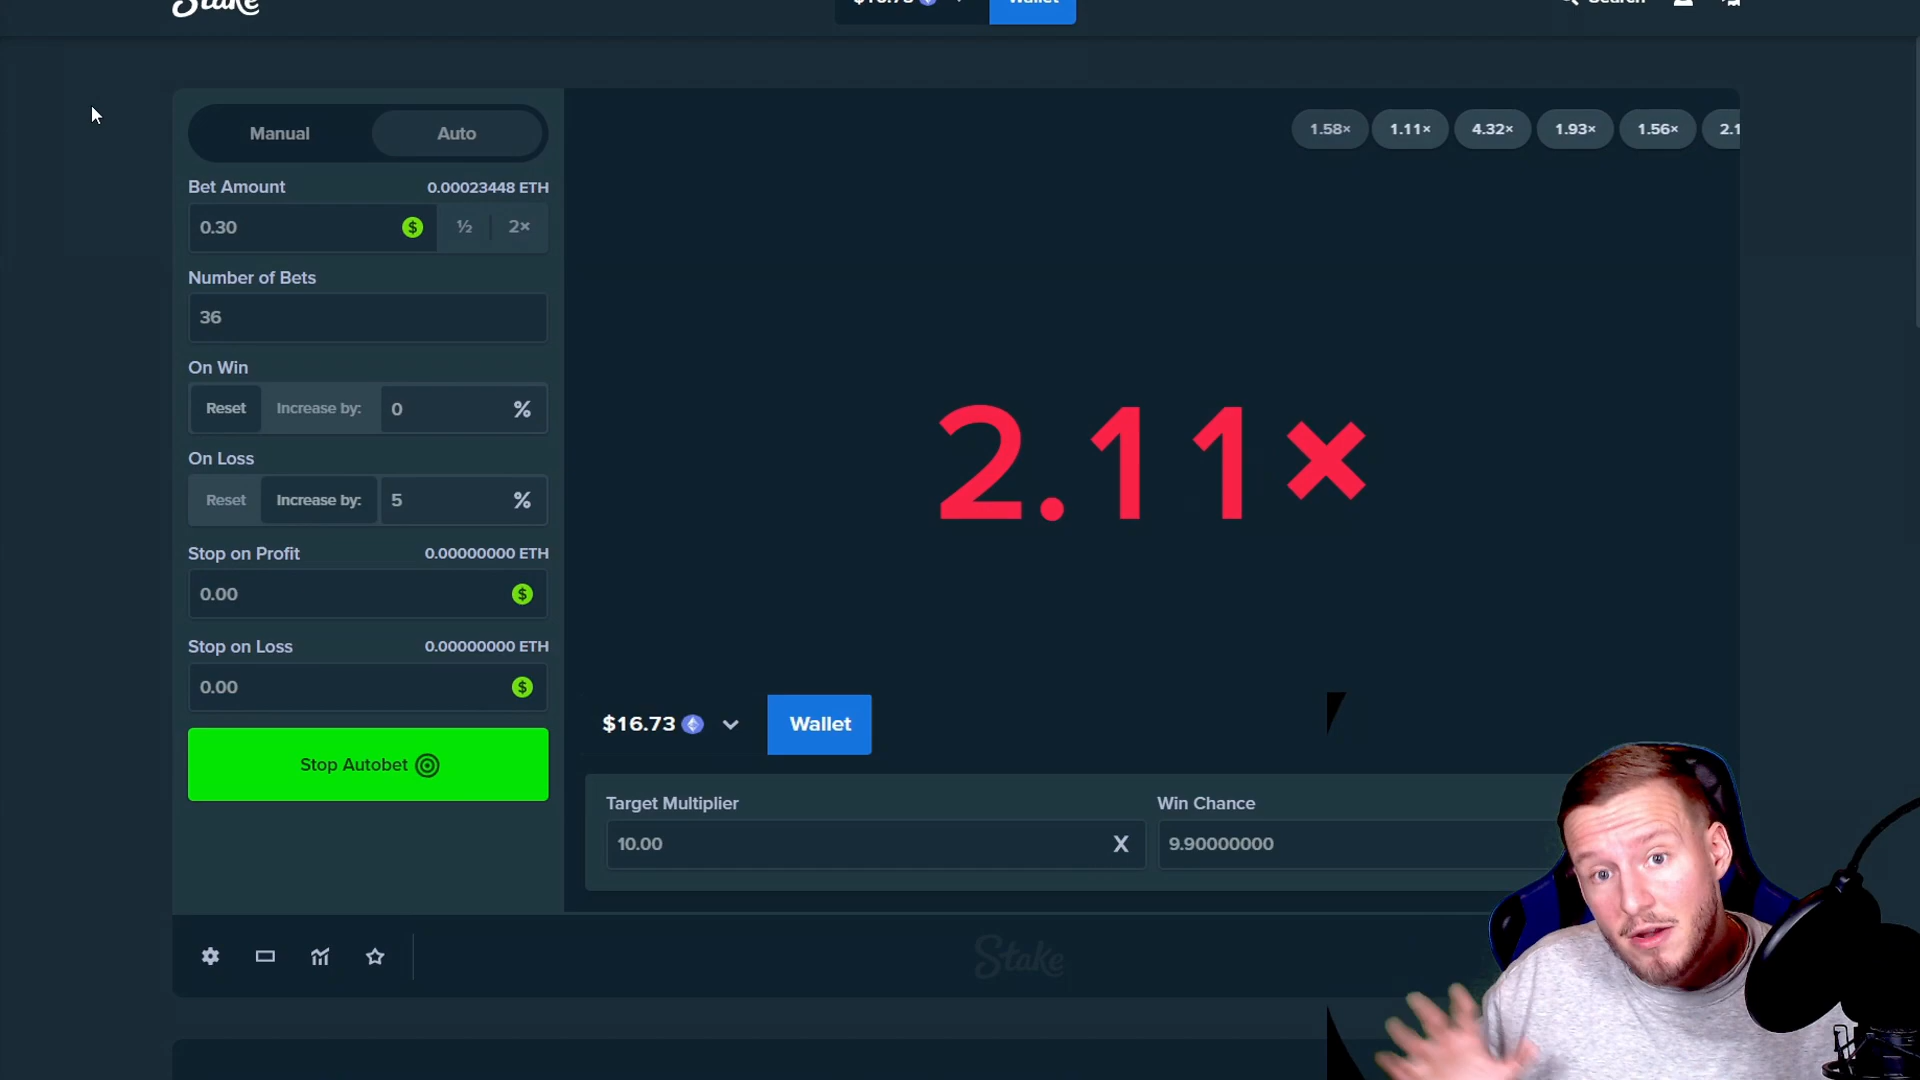 Stake
Wallet
Search
Manual Auto
1.58× 1.11× 4.32× 1.93× 1.56×
Bet Amount 0.00023448 ETH
0.30 $ ½ 2×
Number of Bets
36
On Win
Reset Increase by: 0 %
On Loss
Reset Increase by: 5 %
2.11×
Stop on Profit 0.00000000 ETH
0.00 $
Stop on Loss 0.00000000 ETH
0.00 $
$16.73 Wallet
Stop Autobet
Target Multiplier Win Chance
10.00 X 9.90000000
Stake